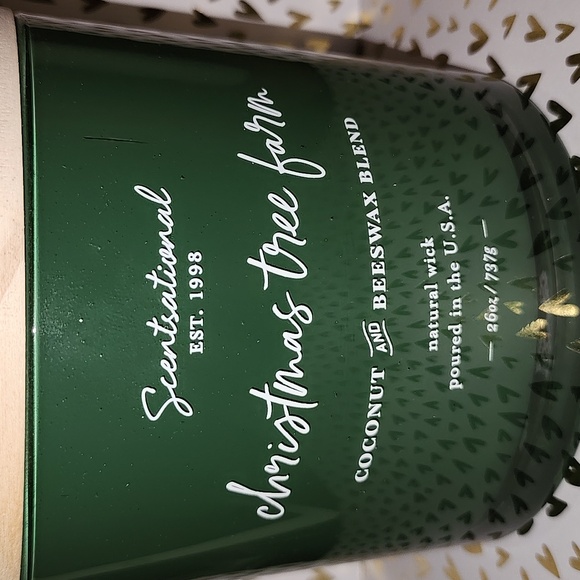 Scentsational
EST. 1998
christmas tree farm
COCONUT AND BEESWAX BLEND
natural wick
poured in the U.S.A.
— 26oz / 737g —